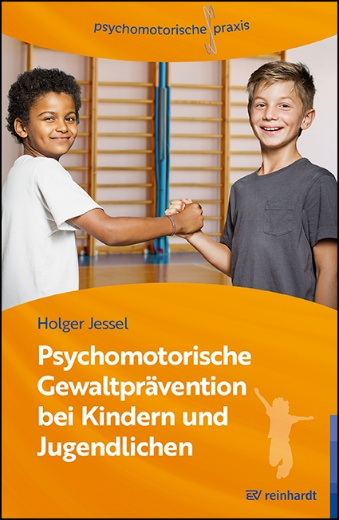 psychomotorische praxis
Holger Jessel
Psychomotorische
Gewaltprävention
bei Kindern und
Jugendlichen
reinhardt